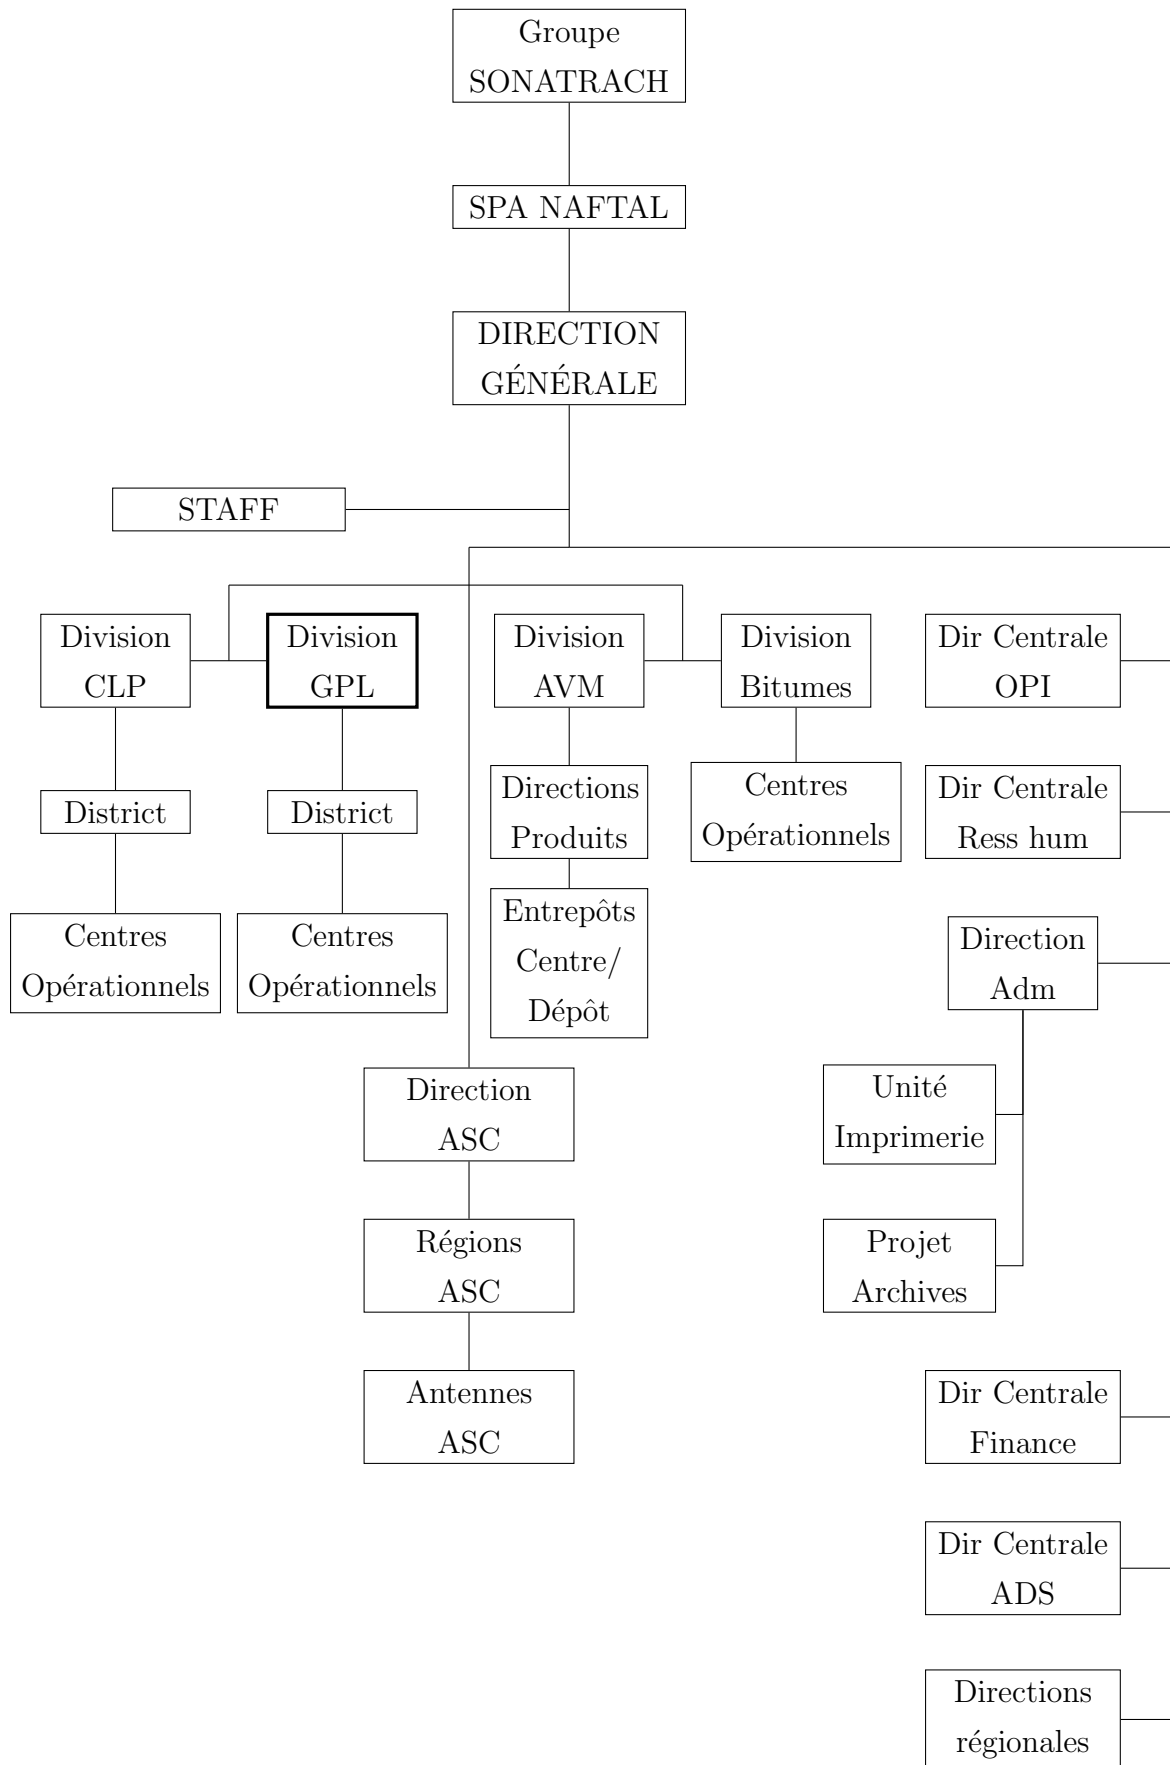 Groupe
SONATRACH
SPA NAFTAL
DIRECTION
GÉNÉRALE
STAFF
Division
CLP
Division
GPL
Division
AVM
Division
Bitumes
Dir Centrale
OPI
District
District
Directions
Produits
Centres
Opérationnels
Dir Centrale
Ress hum
Centres
Opérationnels
Centres
Opérationnels
Entrepôts
Centre/
Dépôt
Direction
Adm
Direction
ASC
Unité
Imprimerie
Régions
ASC
Projet
Archives
Antennes
ASC
Dir Centrale
Finance
Dir Centrale
ADS
Directions
régionales